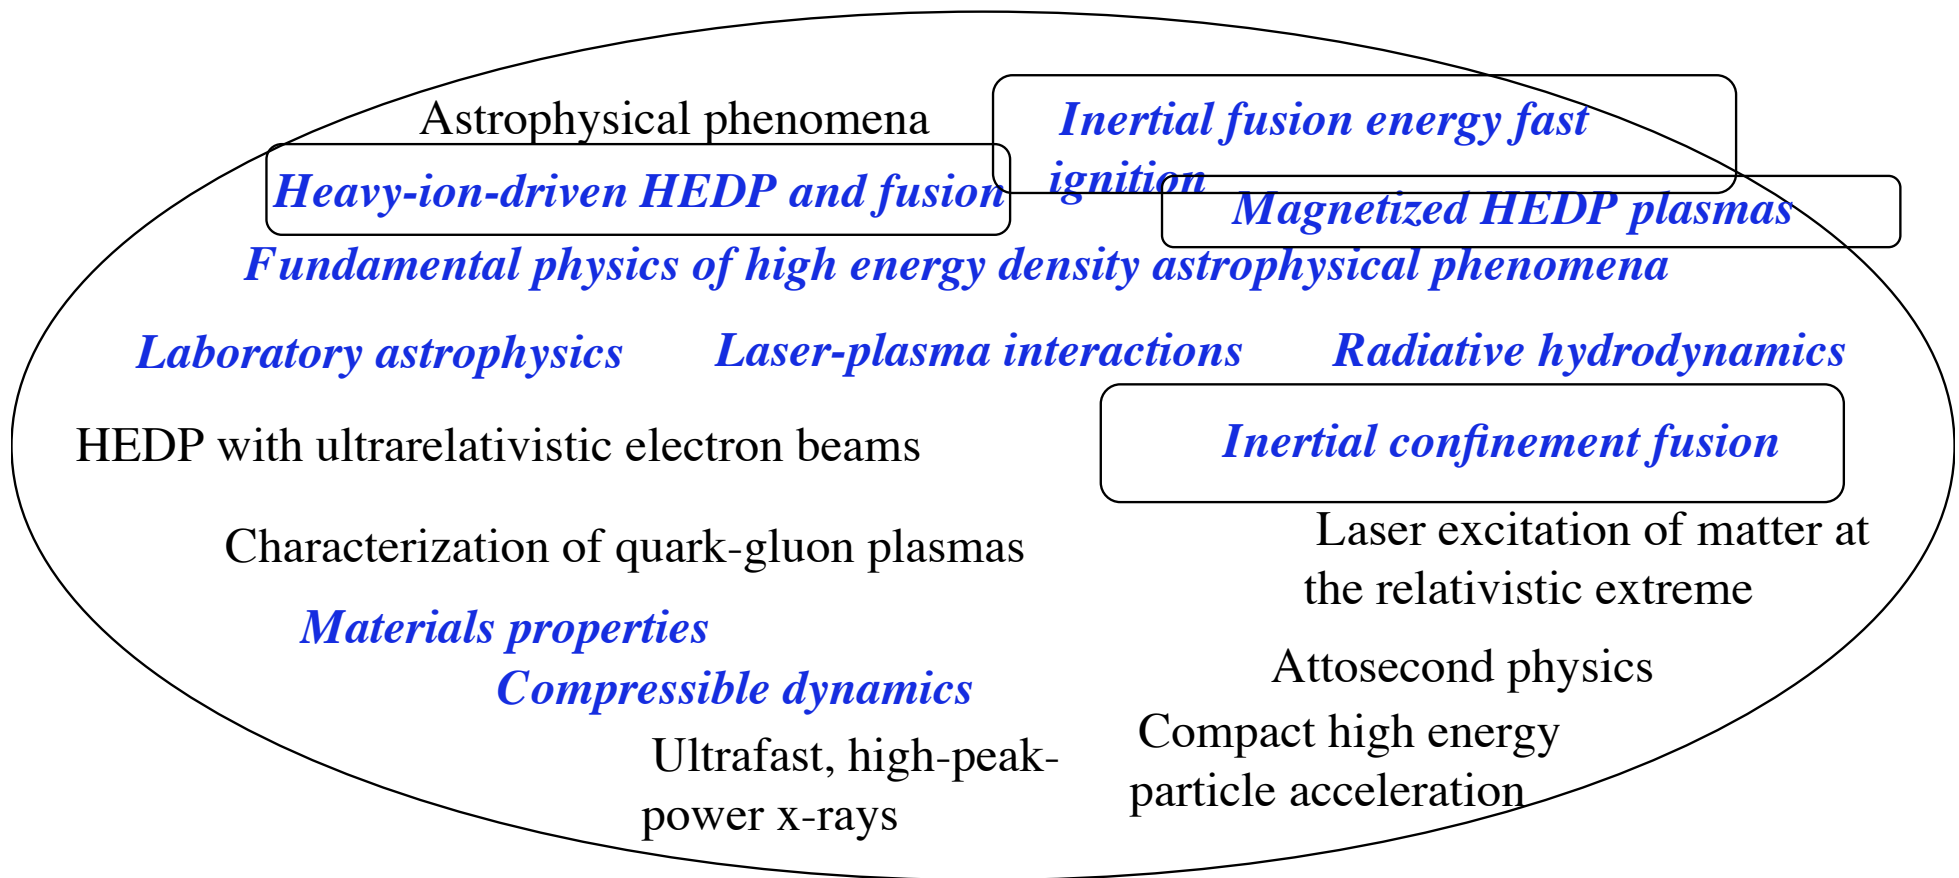 Astrophysical phenomena
Inertial fusion energy fast
ignition
Heavy-ion-driven HEDP and fusion
Magnetized HEDP plasmas
Fundamental physics of high energy density astrophysical phenomena
Laboratory astrophysics
Laser-plasma interactions
Radiative hydrodynamics
HEDP with ultrarelativistic electron beams
Inertial confinement fusion
Characterization of quark-gluon plasmas
Laser excitation of matter at
the relativistic extreme
Materials properties
Attosecond physics
Compressible dynamics
Ultrafast, high-peak-
power x-rays
Compact high energy
particle acceleration